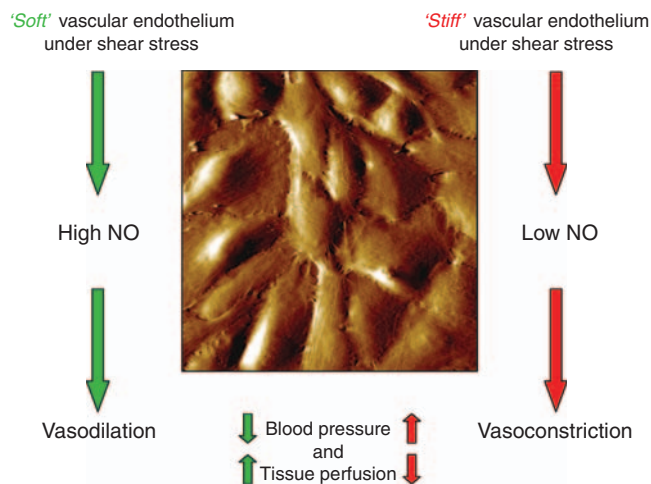 'Soft' vascular endothelium
under shear stress
'Stiff' vascular endothelium
under shear stress
High NO
Low NO
Vasodilation
Blood pressure
and
Tissue perfusion
Vasoconstriction